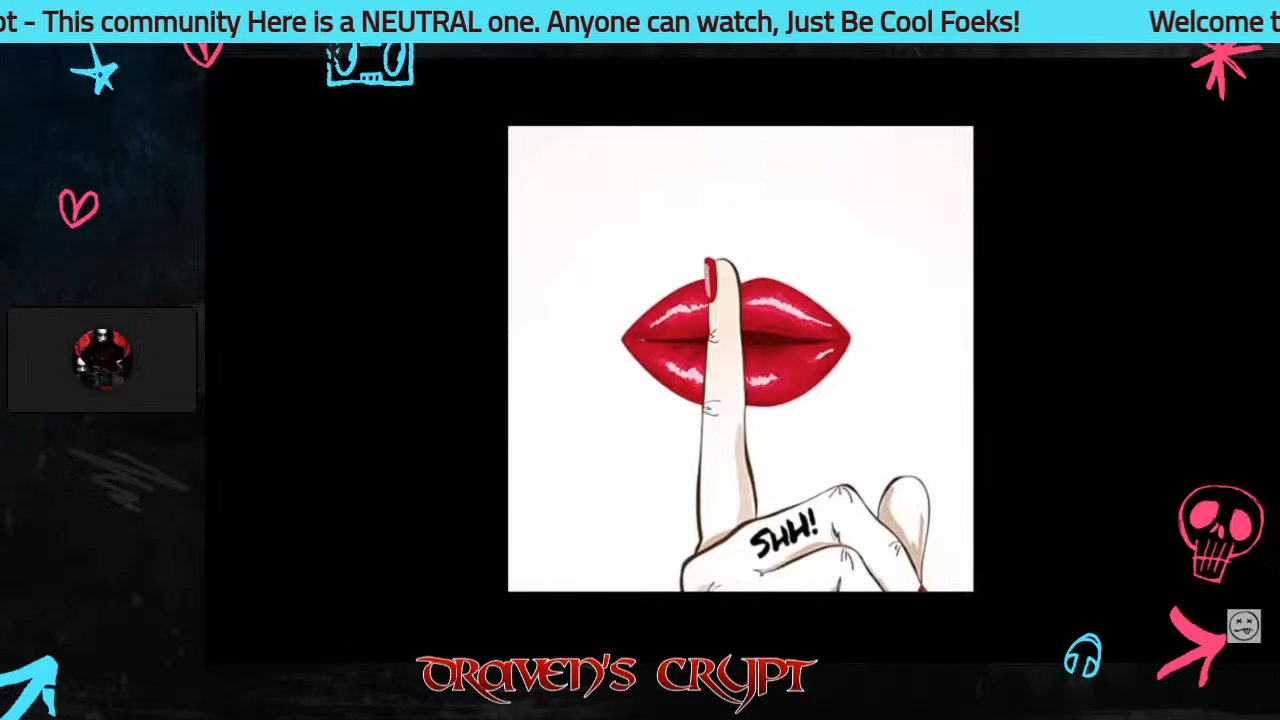 ot - This community Here is a NEUTRAL one. Anyone can watch, Just Be Cool Foeks! Welcome t
SHH!
DRAVEN'S CRYPT